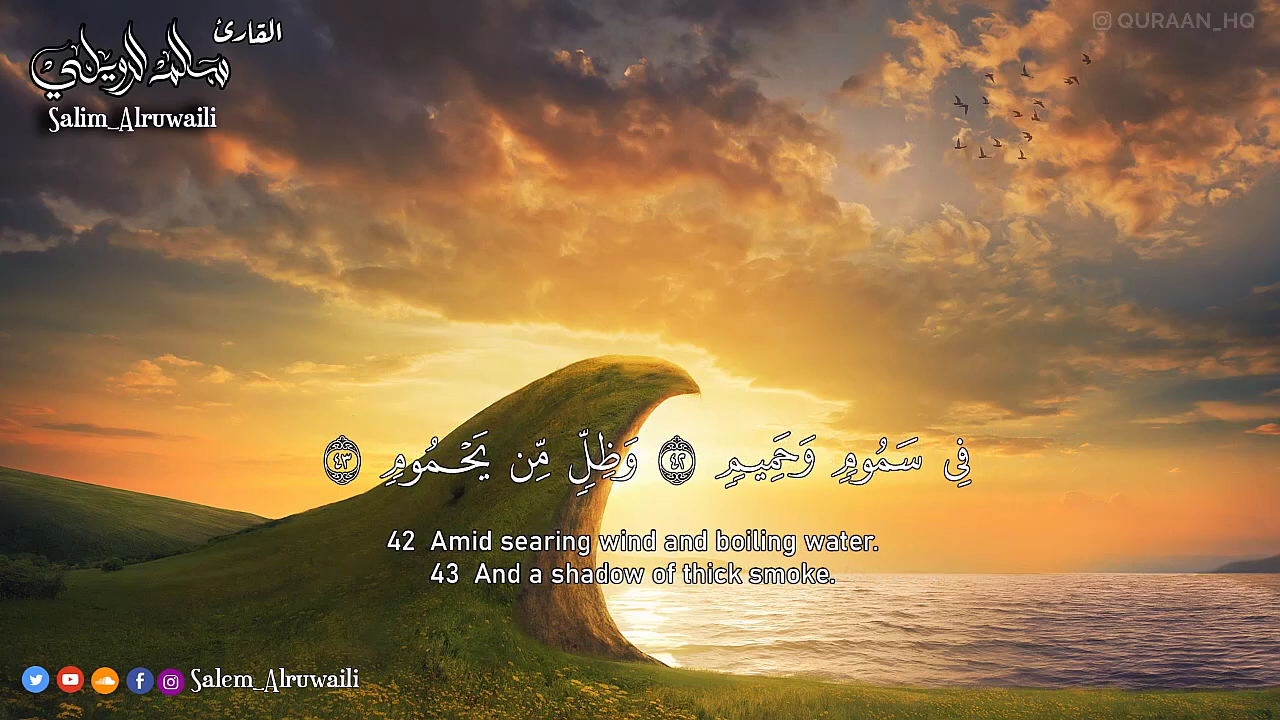 القارئ
سالم الرويلي
Salim_Alruwaili
QURAAN_HQ
فِي سَمُومٍ وَحَمِيمٍ ٤٢ وَظِلٍّ مِّن يَحْمُومٍ ٤٣
42 Amid searing wind and boiling water.
43 And a shadow of thick smoke.
Salem_Alruwaili